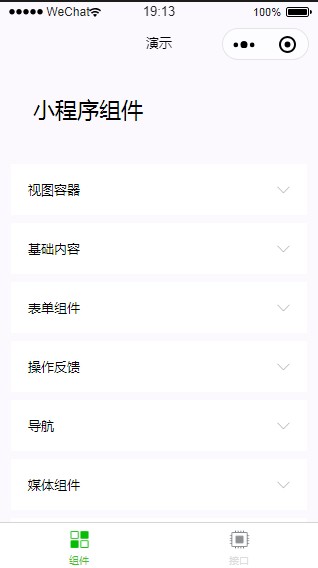 WeChat 19:13 100%
演示
小程序组件
视图容器
基础内容
表单组件
操作反馈
导航
媒体组件
组件 接口